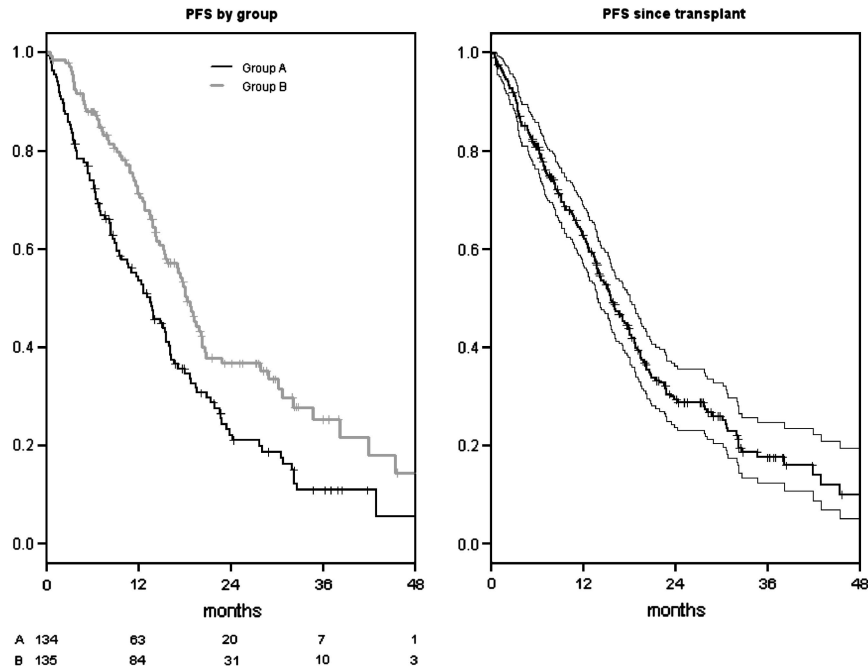 PFS by group
1.0
0.8
0.6
0.4
0.2
0.0
Group A
Group B
0 12 24 36 48
months
A 134 63 20 7 1
B 135 84 31 10 3
PFS since transplant
1.0
0.8
0.6
0.4
0.2
0.0
0 12 24 36 48
months